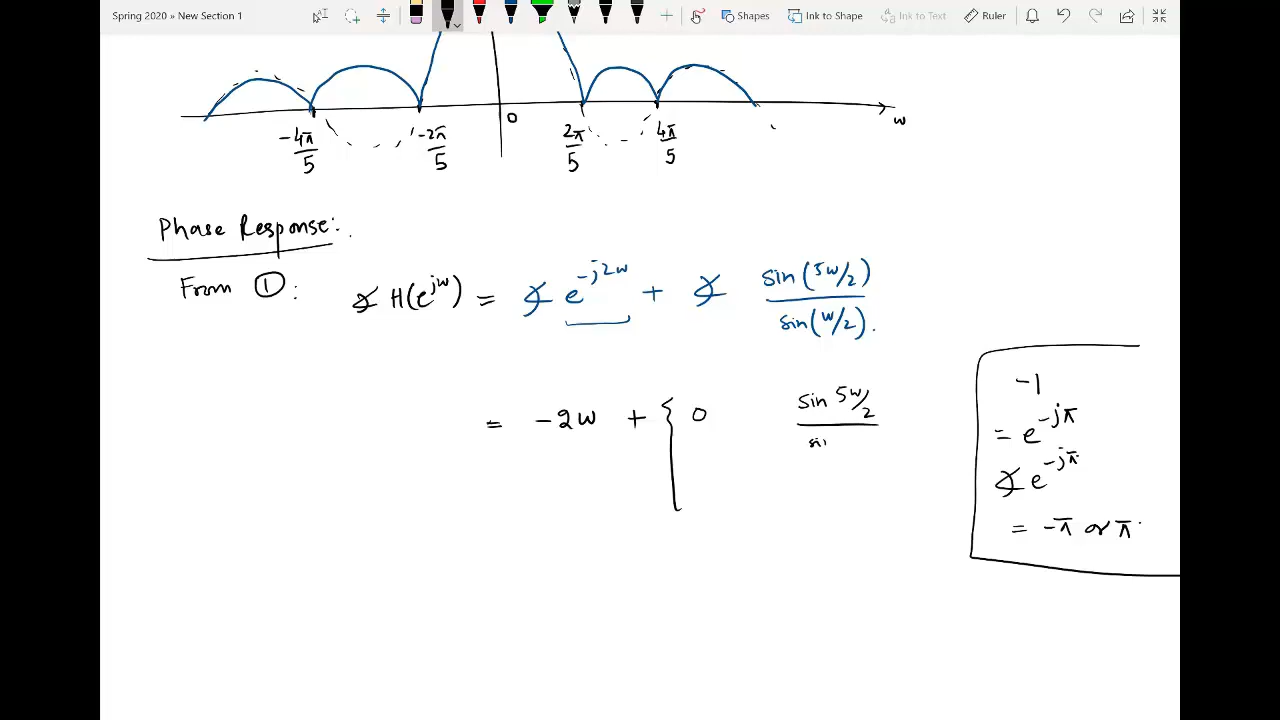 Spring 2020 » New Section 1
Shapes Ink to Shape Ink to Text Ruler
-4π/5 -2π/5 0 2π/5 4π/5 w
Phase Response:
From ①: ∡ H(e^{jw}) = ∡ e^{-j2w} + ∡ sin(5w/2) / sin(w/2).
= -2w + { 0 sin 5w/2 / sin
-1
= e^{-jπ}
∡ e^{-jπ}
= -π or π